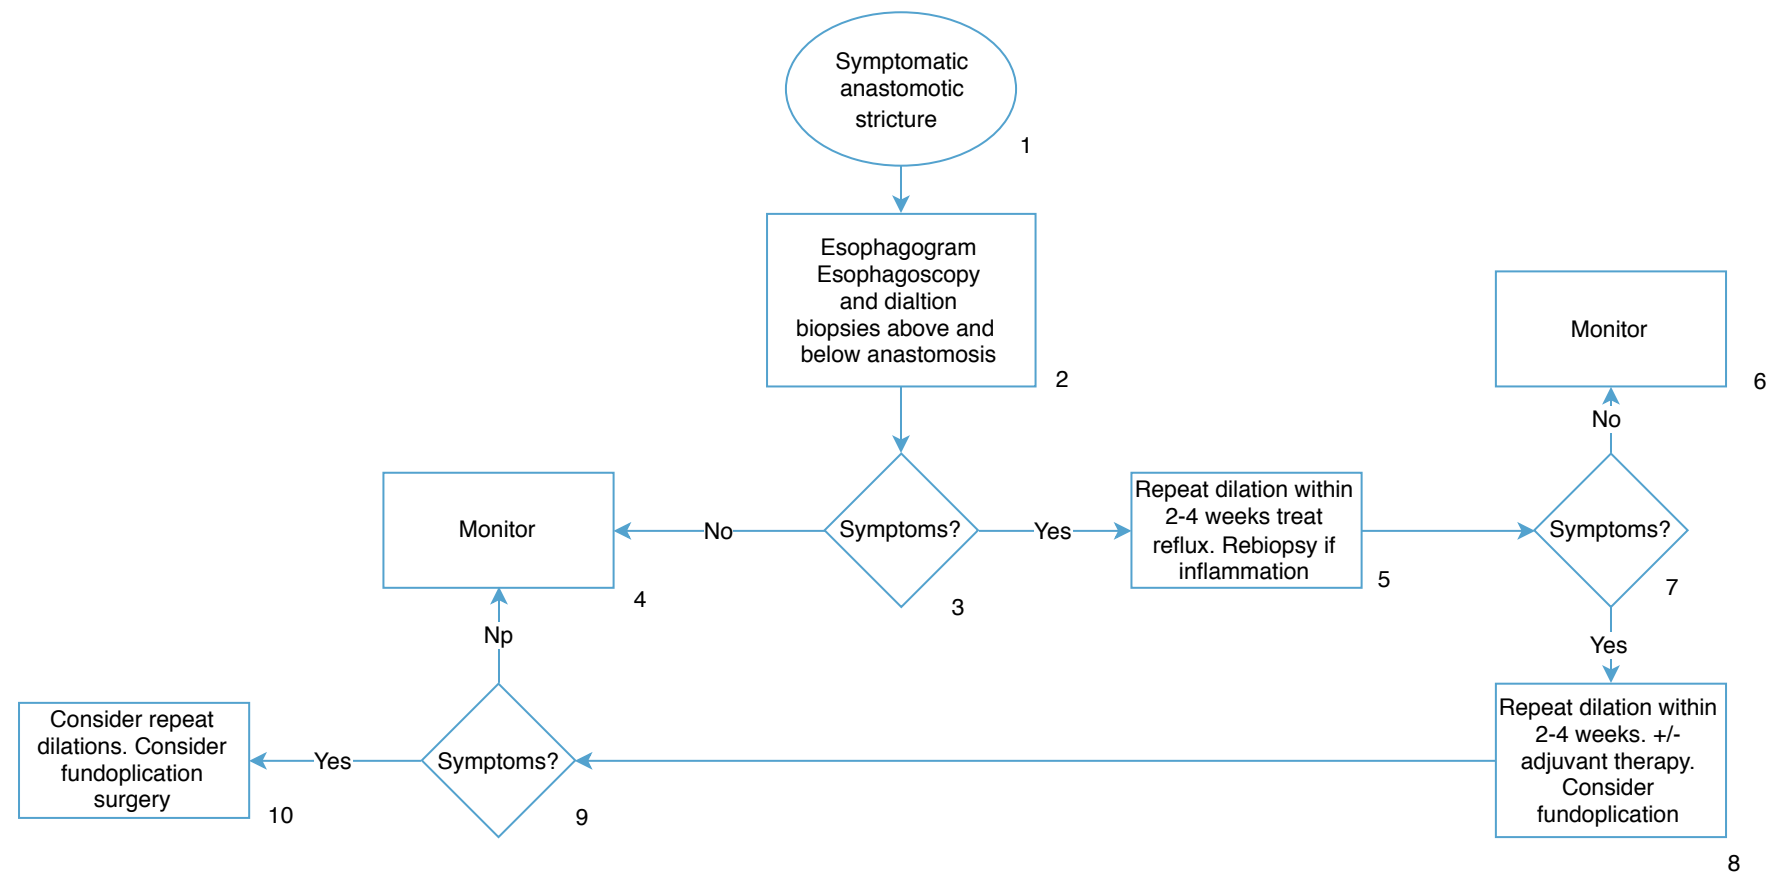 Symptomatic
anastomotic
stricture
1
Esophagogram
Esophagoscopy
and dialtion
biopsies above and
below anastomosis
2
Symptoms?
3
No
Monitor
4
Yes
Repeat dilation within
2-4 weeks treat
reflux. Rebiopsy if
inflammation
5
Symptoms?
7
No
Monitor
6
Yes
Repeat dilation within
2-4 weeks. +/-
adjuvant therapy.
Consider
fundoplication
8
Symptoms?
9
Np
Yes
Consider repeat
dilations. Consider
fundoplication
surgery
10